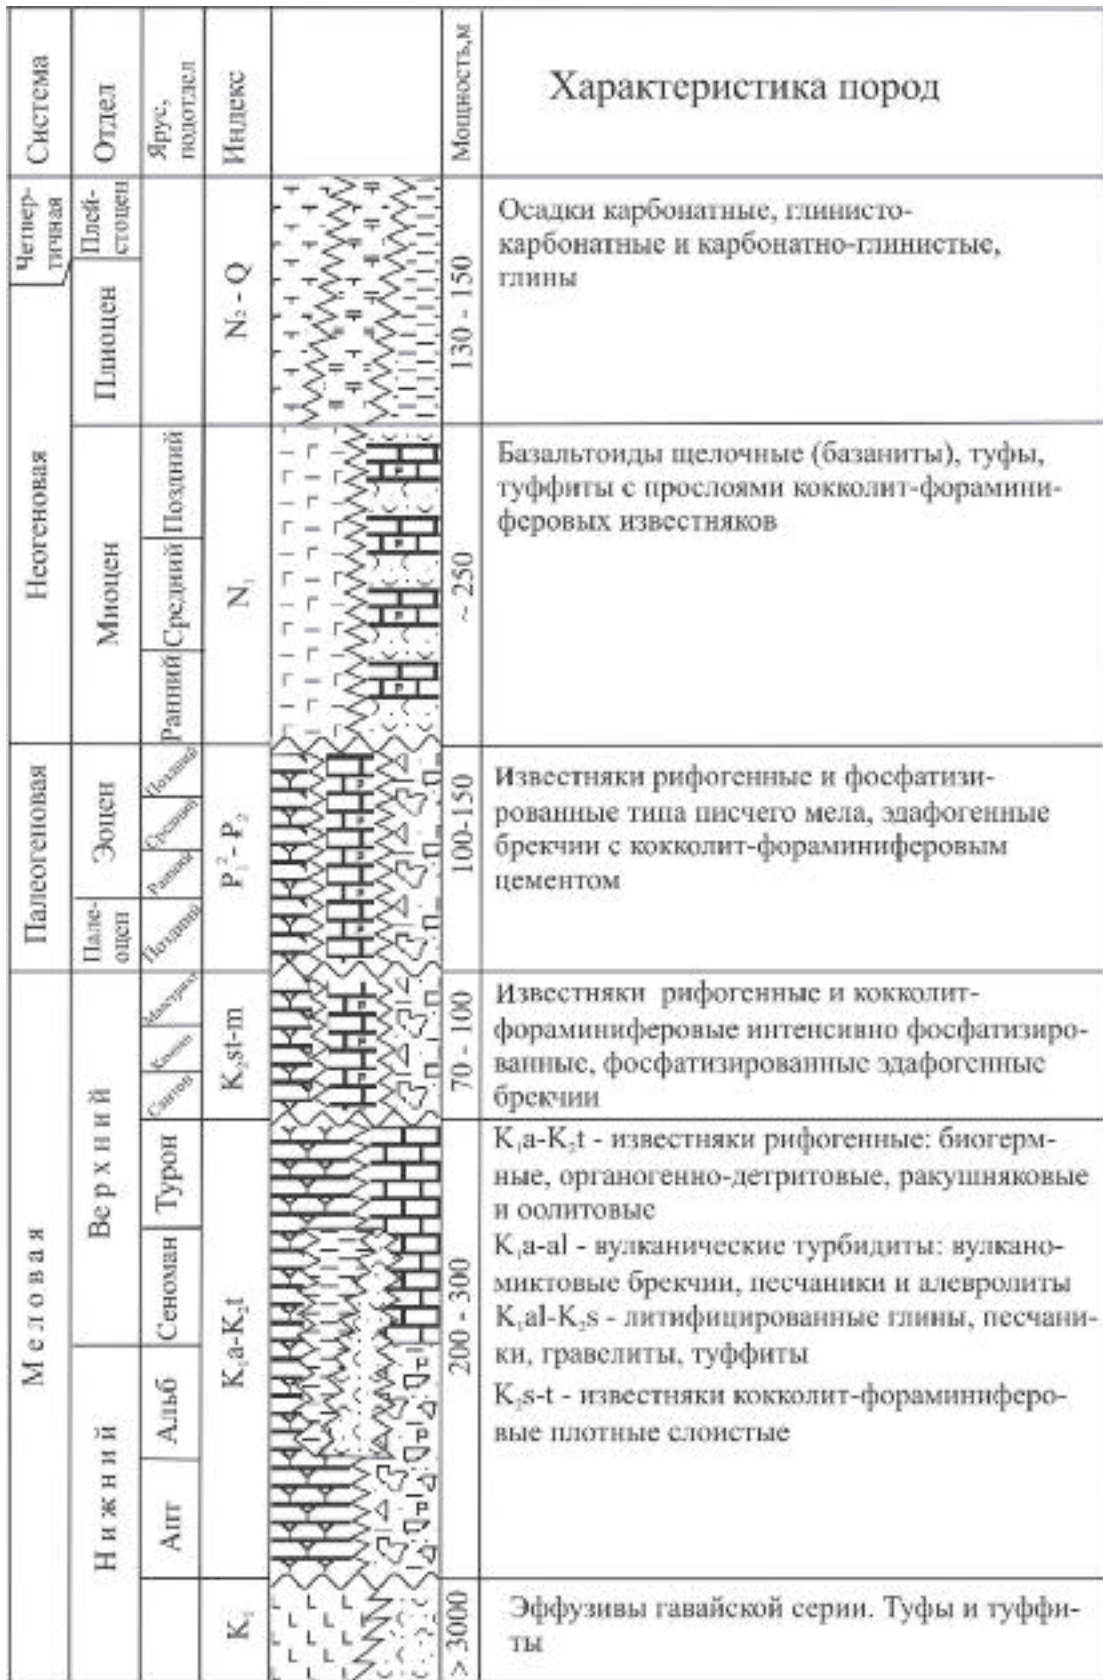 Система
Отдел
Ярус,
подотдел
Индекс
Мощность,м
Характеристика пород
Четвер-
тичная
Плей-
стоцен
Плиоцен
N₂ - Q
130 - 150
Осадки карбонатные, глинисто-
карбонатные и карбонатно-глинистые,
глины
Неогеновая
Миоцен
Поздний
Средний
Ранний
N₁
~ 250
Базальтоиды щелочные (базаниты), туфы,
туффиты с прослоями кокколит-форамини-
феровых известняков
Палеогеновая
Эоцен
Поздний
Средний
Ранний
Пале-
оцен
Поздний
P₁² - P₂
100-150
Известняки рифогенные и фосфатизи-
рованные типа писчего мела, эдафогенные
брекчии с кокколит-фораминиферовым
цементом
Меловая
Верхний
Маастрихт
Кампан
Сантон
K₂st-m
70 - 100
Известняки рифогенные и кокколит-
фораминиферовые интенсивно фосфатизиро-
ванные, фосфатизированные эдафогенные
брекчии
Турон
Сеноман
Нижний
Альб
Апт
K₁a-K₂t
200 - 300
K₁a-K₂t - известняки рифогенные: биогерм-
ные, органогенно-детритовые, ракушняковые
и оолитовые
K₁a-al - вулканические турбидиты: вулкано-
миктовые брекчии, песчаники и алевролиты
K₁al-K₂s - литифицированные глины, песчани-
ки, гравелиты, туффиты
K₂s-t - известняки кокколит-фораминиферо-
вые плотные слоистые
K₁
> 3000
Эффузивы гавайской серии. Туфы и туффи-
ты